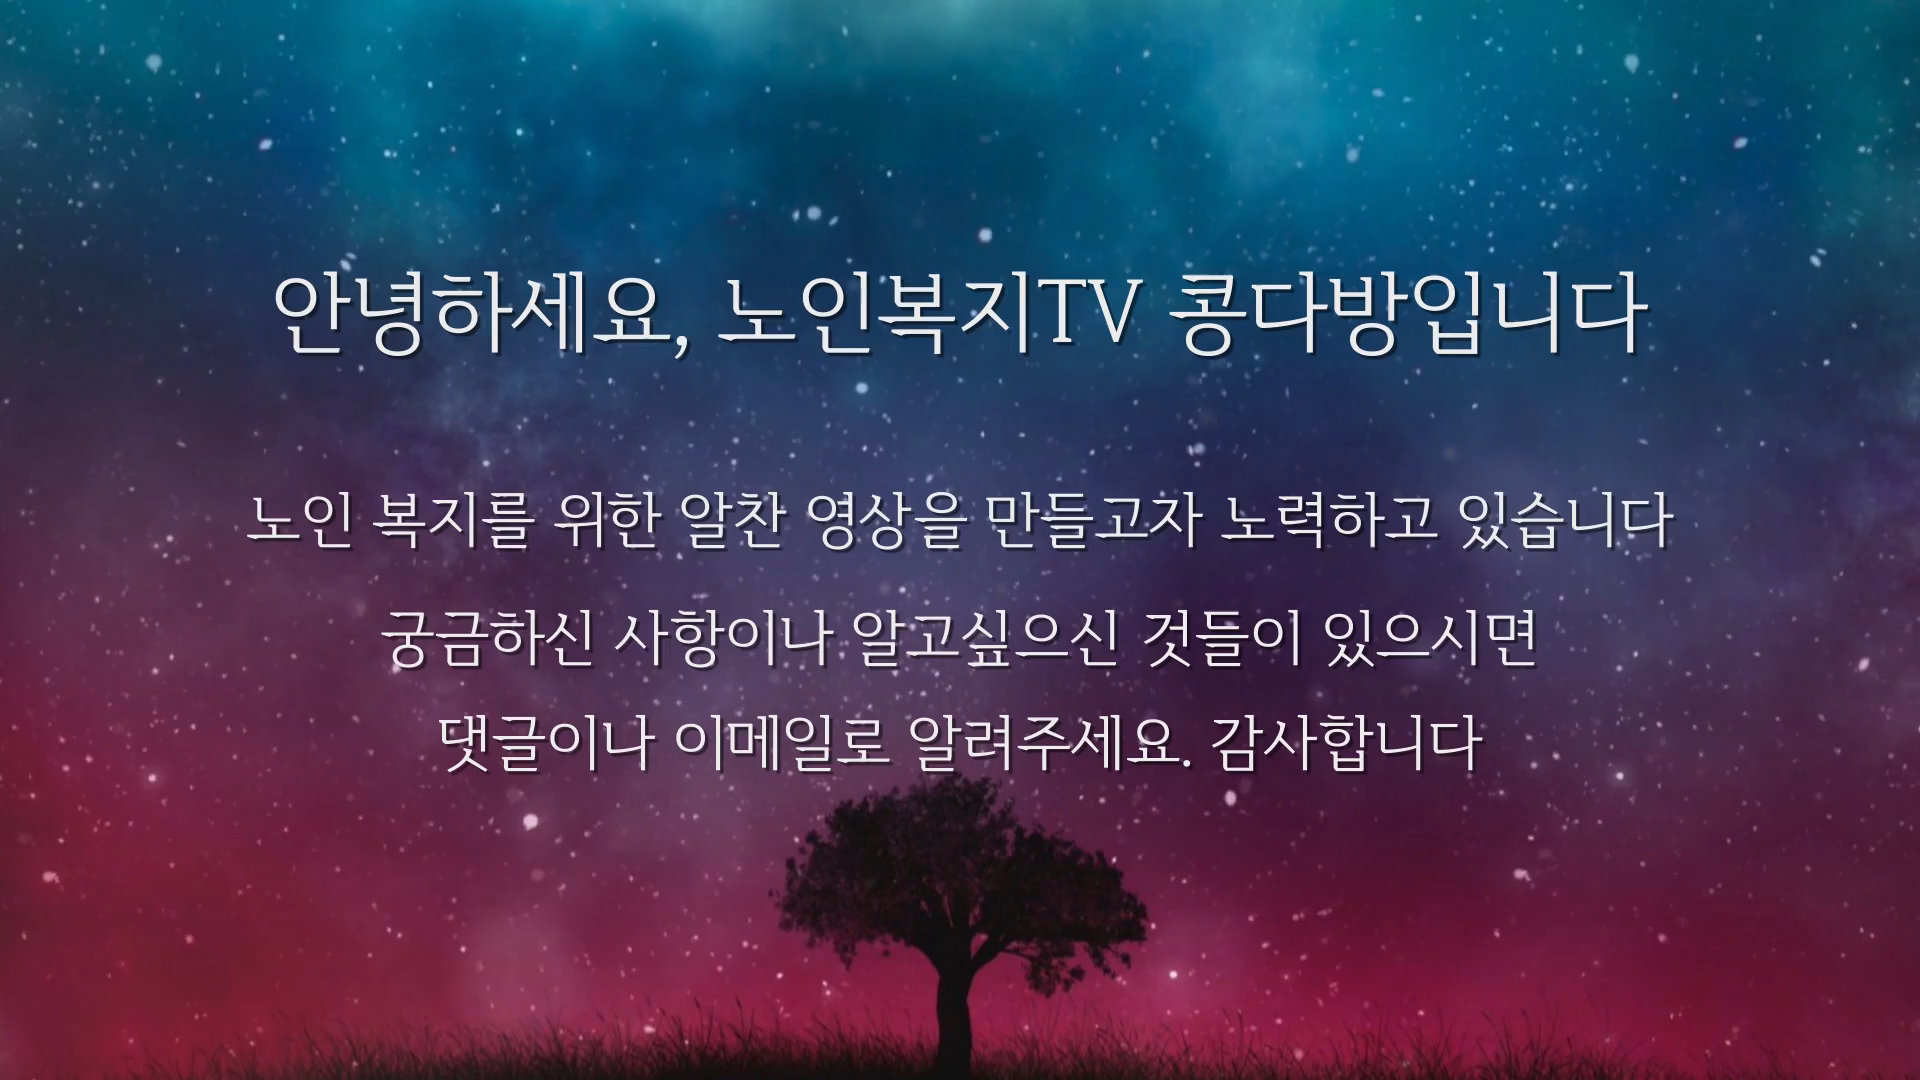 안녕하세요, 노인복지TV 콩다방입니다
노인 복지를 위한 알찬 영상을 만들고자 노력하고 있습니다
궁금하신 사항이나 알고싶으신 것들이 있으시면
댓글이나 이메일로 알려주세요. 감사합니다